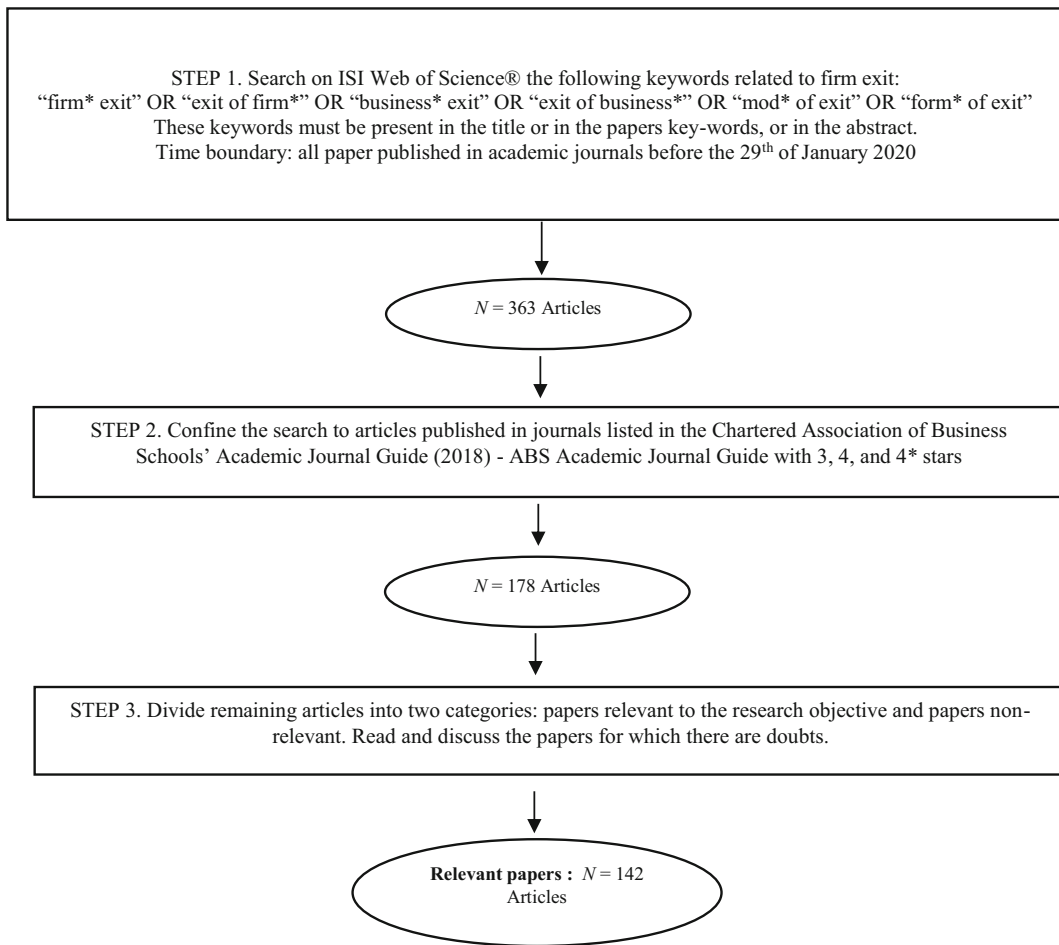 STEP 1. Search on ISI Web of Science® the following keywords related to firm exit:
“firm* exit” OR “exit of firm*” OR “business* exit” OR “exit of business*” OR “mod* of exit” OR “form* of exit”
These keywords must be present in the title or in the papers key-words, or in the abstract.
Time boundary: all paper published in academic journals before the 29th of January 2020
N = 363 Articles
STEP 2. Confine the search to articles published in journals listed in the Chartered Association of Business
Schools’ Academic Journal Guide (2018) - ABS Academic Journal Guide with 3, 4, and 4* stars
N = 178 Articles
STEP 3. Divide remaining articles into two categories: papers relevant to the research objective and papers non-
relevant. Read and discuss the papers for which there are doubts.
Relevant papers : N = 142
Articles